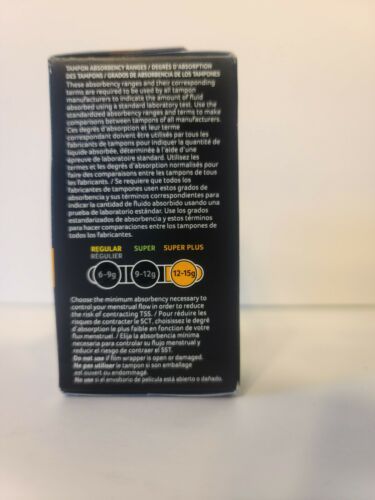 TAMPON ABSORBENCY RANGES / DEGRÉS D'ABSORPTION
DES TAMPONS / GRADOS DE ABSORBENCIA DE LOS TAMPONES
These absorbency ranges and their corresponding
terms are required to be used by all tampon
manufacturers to indicate the amount of fluid
absorbed using a standard laboratory test. Use the
standardized absorbency ranges and terms to make
comparisons between tampons of all manufacturers.
Ces degrés d'absorption et leur terme
correspondant doivent être utilisés par tous les
fabricants de tampons pour indiquer la quantité de
liquide absorbée, déterminée à l'aide d'une
épreuve de laboratoire standard. Utilisez les
termes et les degrés d'absorption normalisés pour
faire des comparaisons entre les tampons de tous
les fabricants. / Se requiere que todos los
fabricantes de tampones usen estos grados de
absorbencia y sus términos correspondientes para
indicar la cantidad de fluido absorbido usando una
prueba de laboratorio estándar. Use los grados
estandarizados de absorbencia y estos términos
para hacer comparaciones entre los tampones de
todos los fabricantes.
REGULAR SUPER SUPER PLUS
RÉGULIER
6-9g 9-12g 12-15g
Choose the minimum absorbency necessary to
control your menstrual flow in order to reduce
the risk of contracting TSS. / Pour réduire les
risques de contracter le SCT, choisissez le degré
d'absorption le plus faible en fonction de votre
flux menstruel. / Elija la absorbencia mínima
necesaria para controlar su flujo menstrual y
reducir el riesgo de contraer el SST.
Do not use if film wrapper is open or damaged.
Ne pas utiliser le tampon si son emballage
est ouvert ou endommagé.
No use si el envoltorio de película está abierto o dañado.